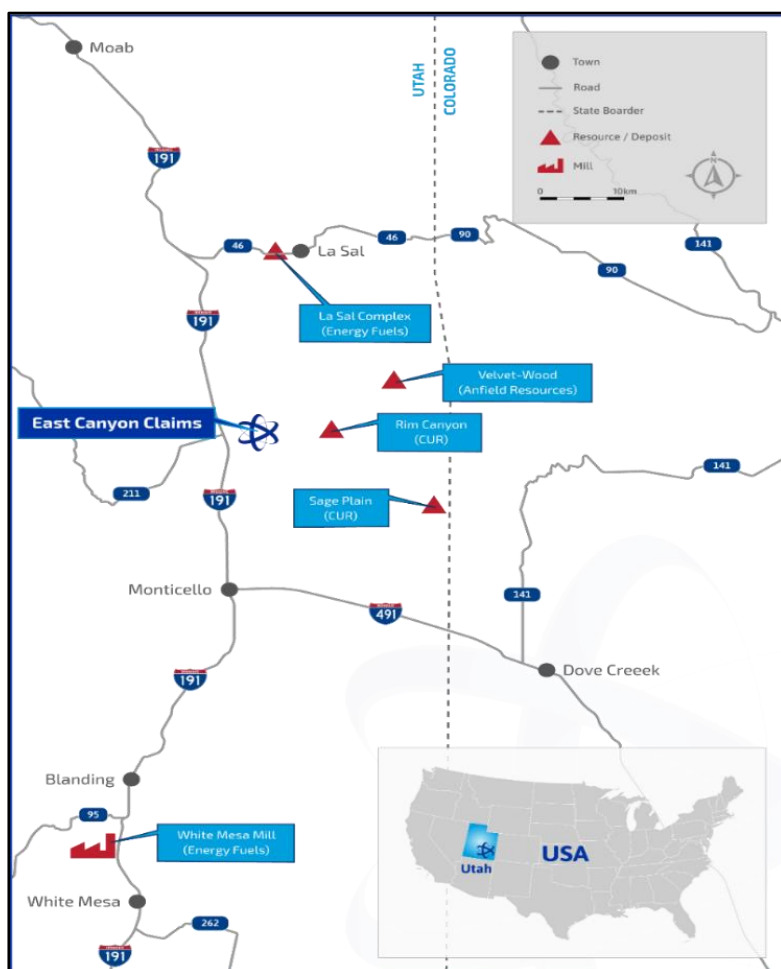 Moab
UTAH
COLORADO
Town
Road
State Boarder
Resource / Deposit
Mill
N
0 10km
191
46
La Sal
46
90
141
90
La Sal Complex
(Energy Fuels)
191
Velvet-Wood
(Anfield Resources)
East Canyon Claims
Rim Canyon
(CUR)
211
191
141
Sage Plain
(CUR)
Monticello
141
491
191
Dove Creeek
Blanding
95
White Mesa Mill
(Energy Fuels)
USA
Utah
White Mesa
262
191